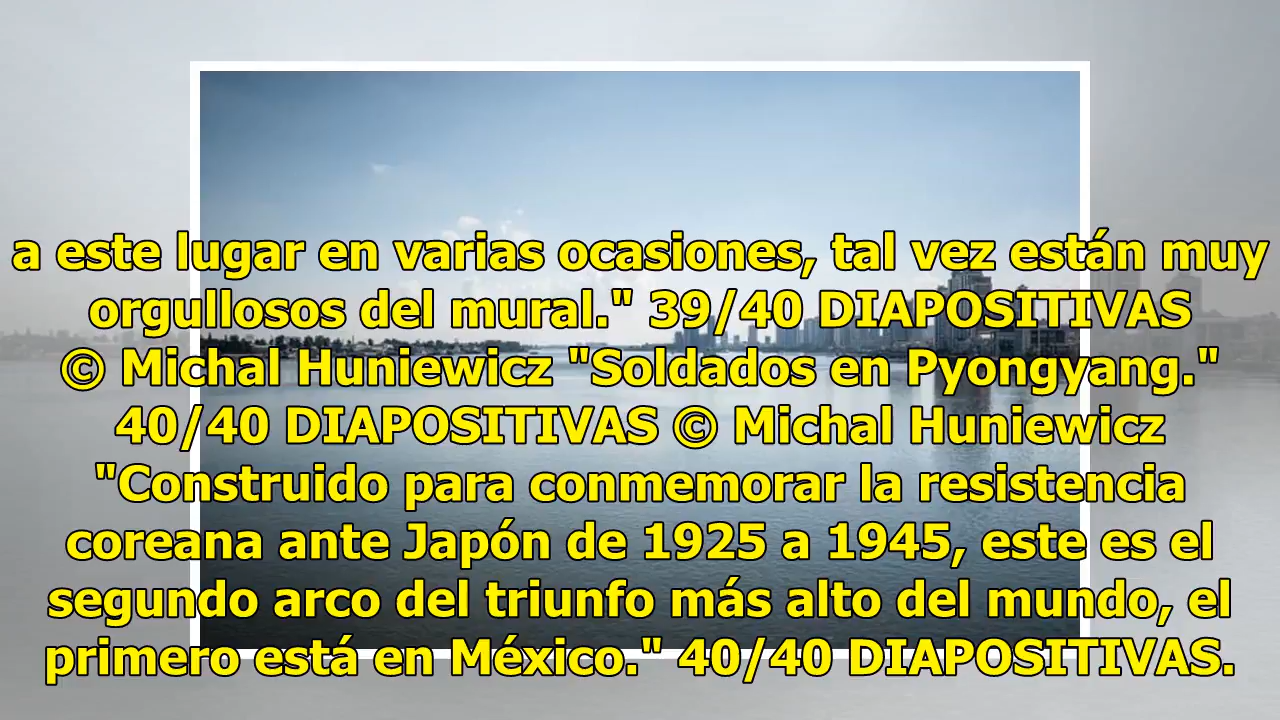 a este lugar en varias ocasiones, tal vez están muy
orgullosos del mural." 39/40 DIAPOSITIVAS
© Michal Huniewicz "Soldados en Pyongyang."
40/40 DIAPOSITIVAS © Michal Huniewicz
"Construido para conmemorar la resistencia
coreana ante Japón de 1925 a 1945, este es el
segundo arco del triunfo más alto del mundo, el
primero está en México." 40/40 DIAPOSITIVAS.